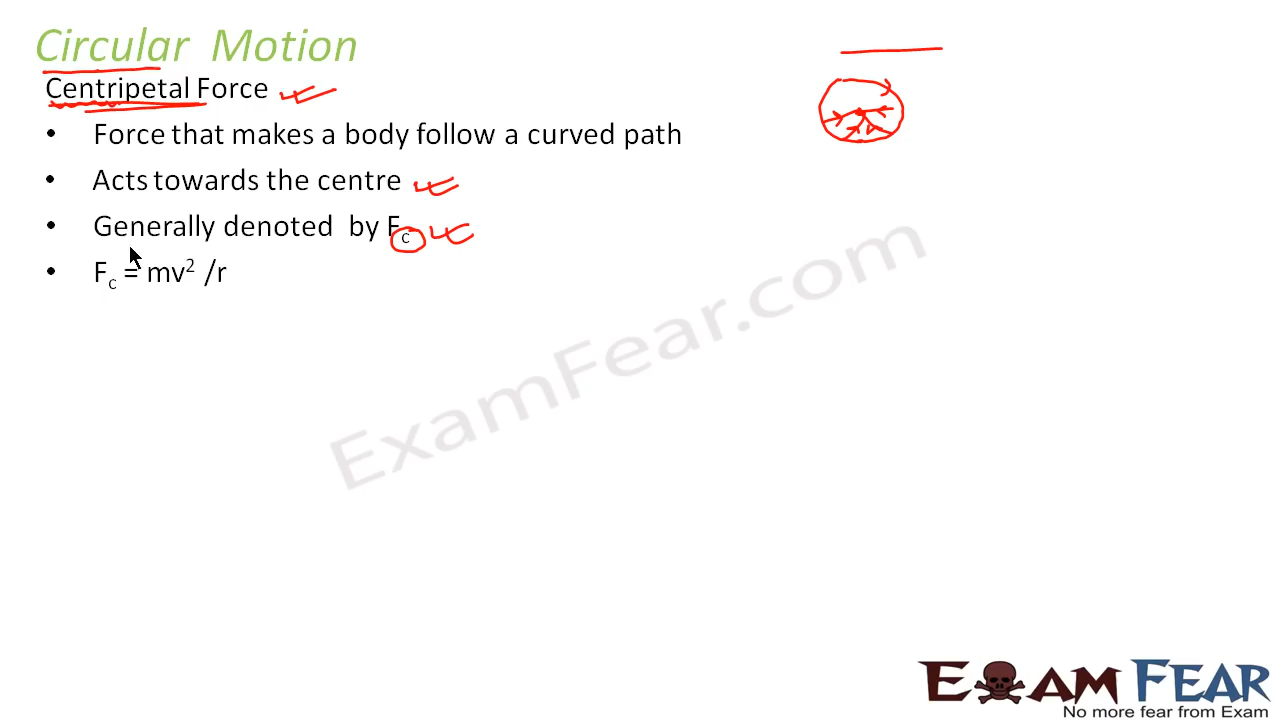 Circular Motion
Centripetal Force
• Force that makes a body follow a curved path
• Acts towards the centre
• Generally denoted by Fc
• Fc = mv² /r
ExamFear.com
EXAM FEAR
No more fear from Exam